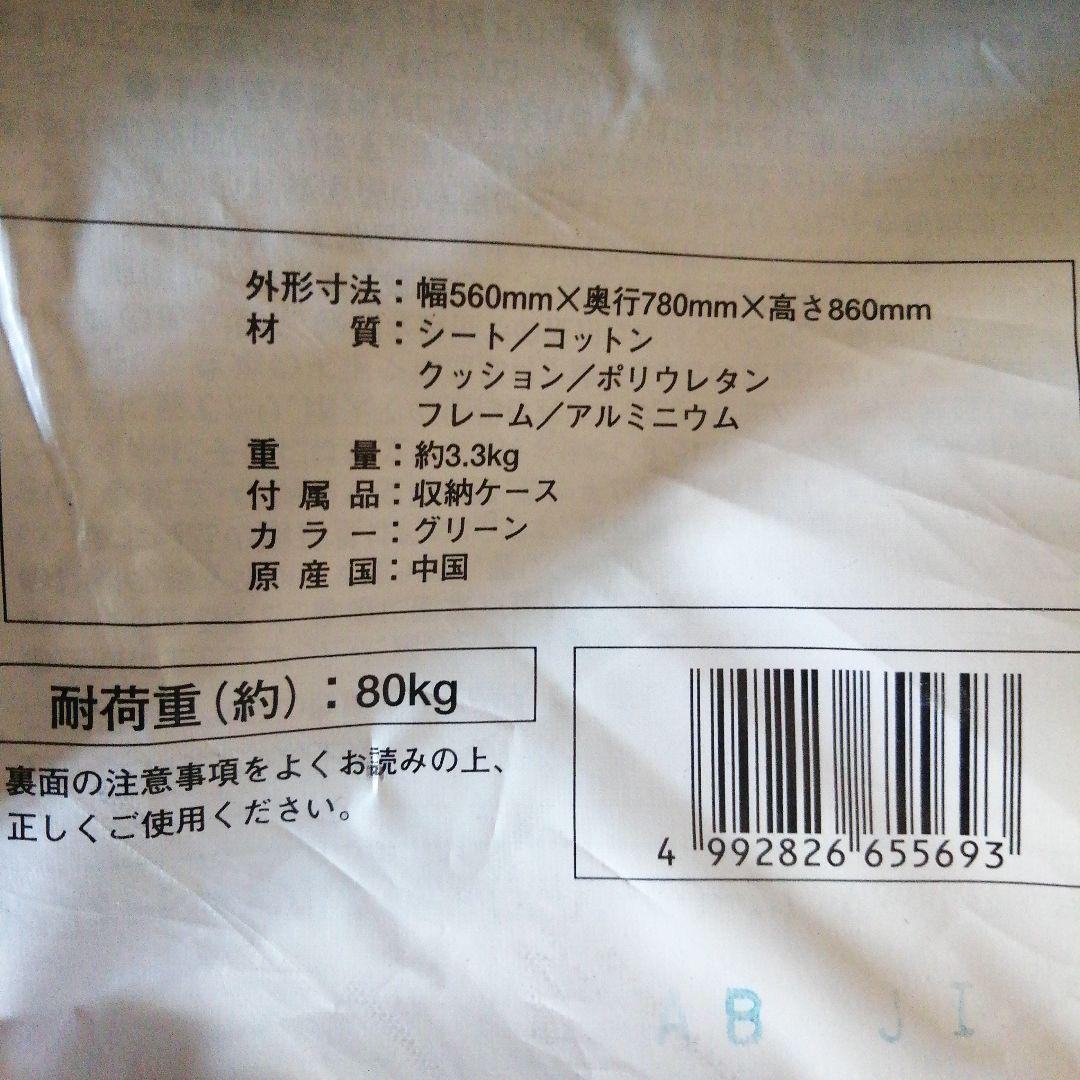 外形寸法：幅560mm×奥行780mm×高さ860mm
材質：シート／コットン
クッション／ポリウレタン
フレーム／アルミニウム
重量：約3.3kg
付属品：収納ケース
カラー：グリーン
原産国：中国
耐荷重（約）：80kg
裏面の注意事項をよくお読みの上、
正しくご使用ください。
4 992826 655693
AB JI